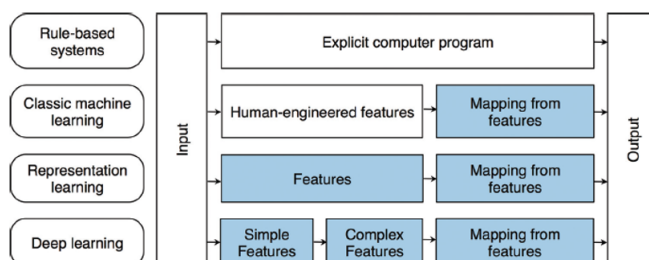 Rule-based
systems
Explicit computer program
Classic machine
learning
Human-engineered features
Mapping from
features
Input
Output
Representation
learning
Features
Mapping from
features
Deep learning
Simple
Features
Complex
Features
Mapping from
features